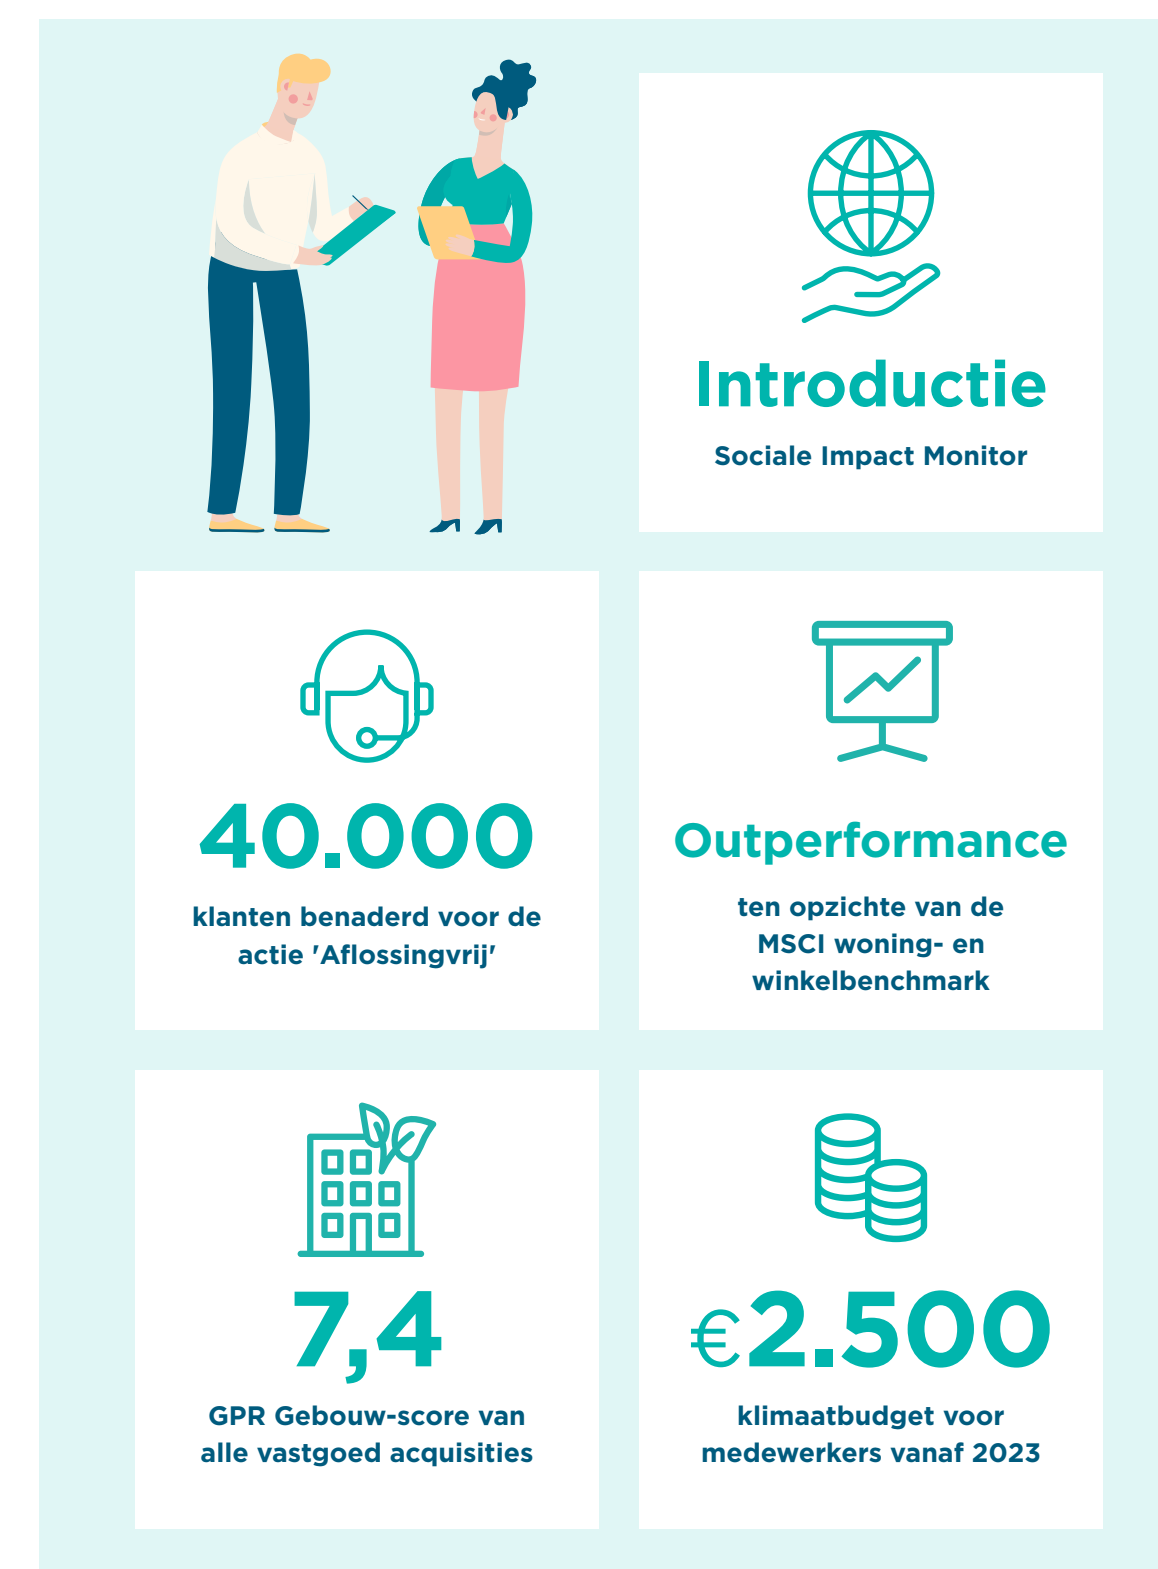 Introductie
Sociale Impact Monitor
40.000
klanten benaderd voor de
actie 'Aflossingvrij'
Outperformance
ten opzichte van de
MSCI woning- en
winkelbenchmark
7,4
GPR Gebouw-score van
alle vastgoed acquisities
€2.500
klimaatbudget voor
medewerkers vanaf 2023